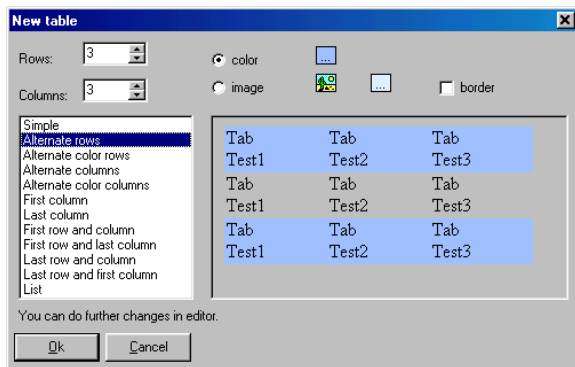 New table
Rows: 3
color ...
Columns: 3
image ... border
Simple
Alternate rows
Alternate color rows
Alternate columns
Alternate color columns
First column
Last column
First row and column
First row and last column
Last row and column
Last row and first column
List
Tab Tab Tab
Test1 Test2 Test3
Tab Tab Tab
Test1 Test2 Test3
Tab Tab Tab
Test1 Test2 Test3
You can do further changes in editor.
Ok Cancel